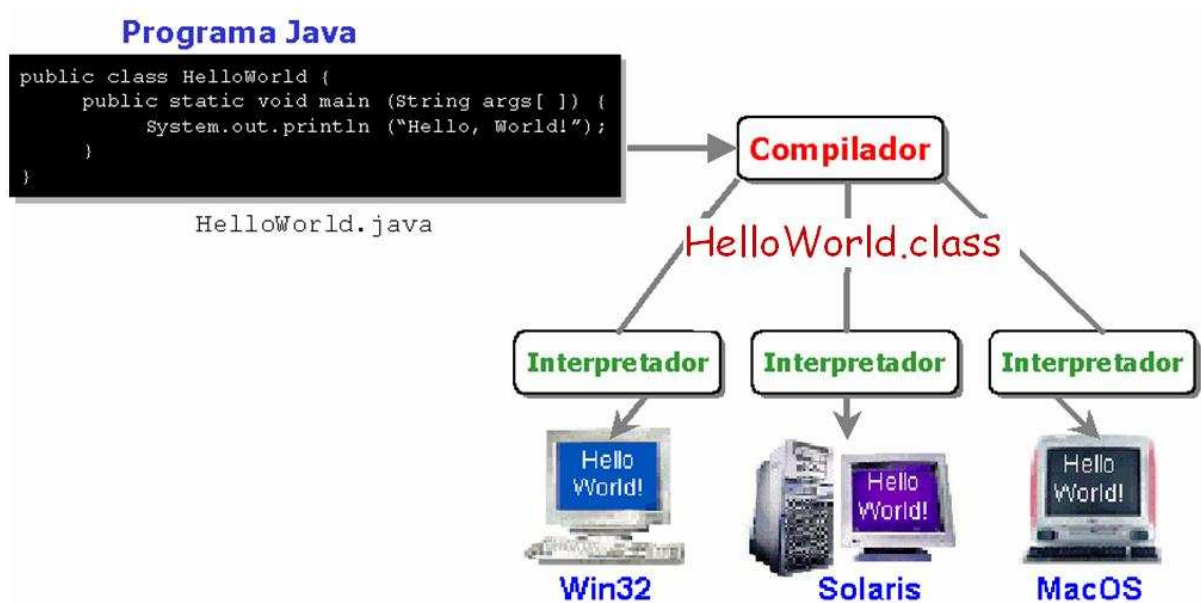 Programa Java
public class HelloWorld {
public static void main (String args[ ]) {
System.out.println (“Hello, World!”);
}
}
HelloWorld.java
Compilador
HelloWorld.class
Interpretador
Interpretador
Interpretador
Hello
World!
Hello
World!
Hello
World!
Win32
Solaris
MacOS